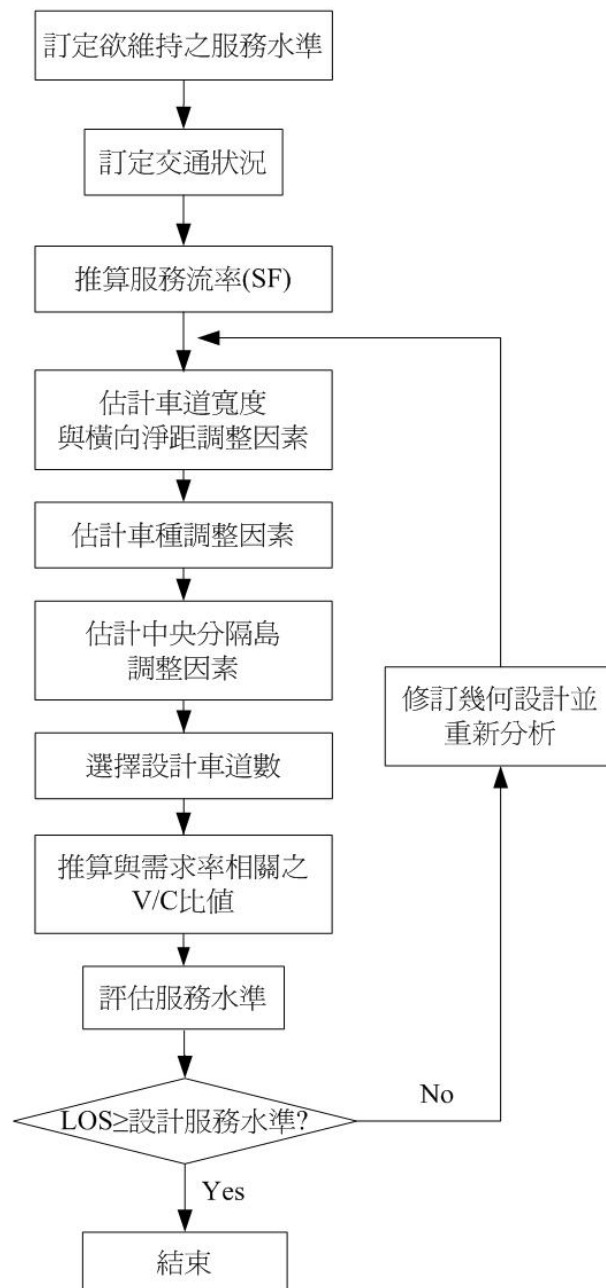 訂定欲維持之服務水準
訂定交通狀況
推算服務流率(SF)
估計車道寬度
與橫向淨距調整因素
估計車種調整因素
估計中央分隔島
調整因素
選擇設計車道數
推算與需求率相關之
V/C比值
評估服務水準
LOS≥設計服務水準?
No
修訂幾何設計並
重新分析
Yes
結束